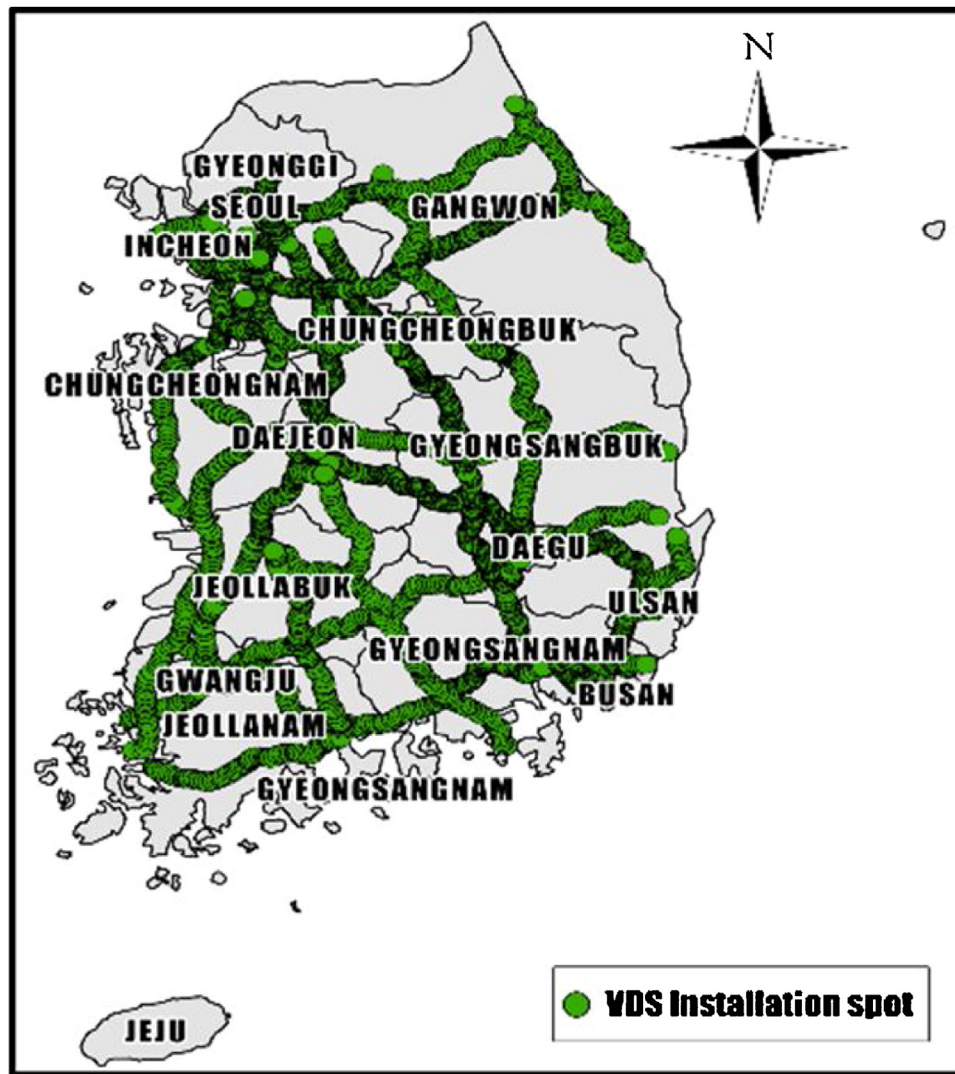 N
GYEONGGI
SEOUL
GANGWON
INCHEON
CHUNGCHEONGBUK
CHUNGCHEONGNAM
DAEJEON
GYEONGSANGBUK
DAEGU
JEOLLABUK
ULSAN
GYEONGSANGNAM
GWANGJU
BUSAN
JEOLLANAM
GYEONGSANGNAM
VDS Installation spot
JEJU